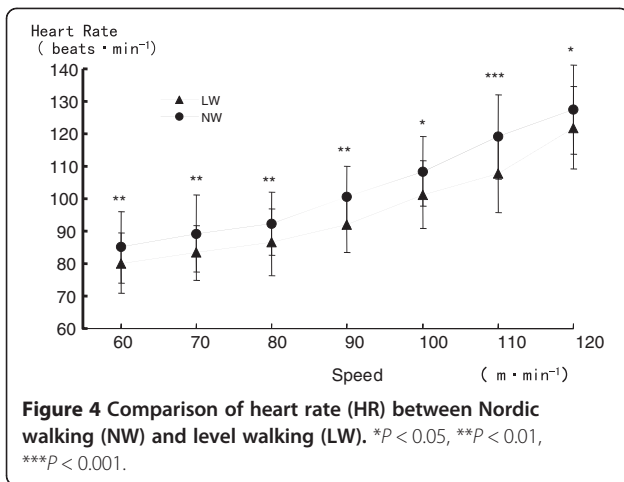 Heart Rate
( beats・min⁻¹)
140
130
120
110
100
90
80
70
60
LW
NW
** ** ** ** * *** *
60 70 80 90 100 110 120
Speed ( m・min⁻¹)
Figure 4 Comparison of heart rate (HR) between Nordic
walking (NW) and level walking (LW). *P < 0.05, **P < 0.01,
***P < 0.001.